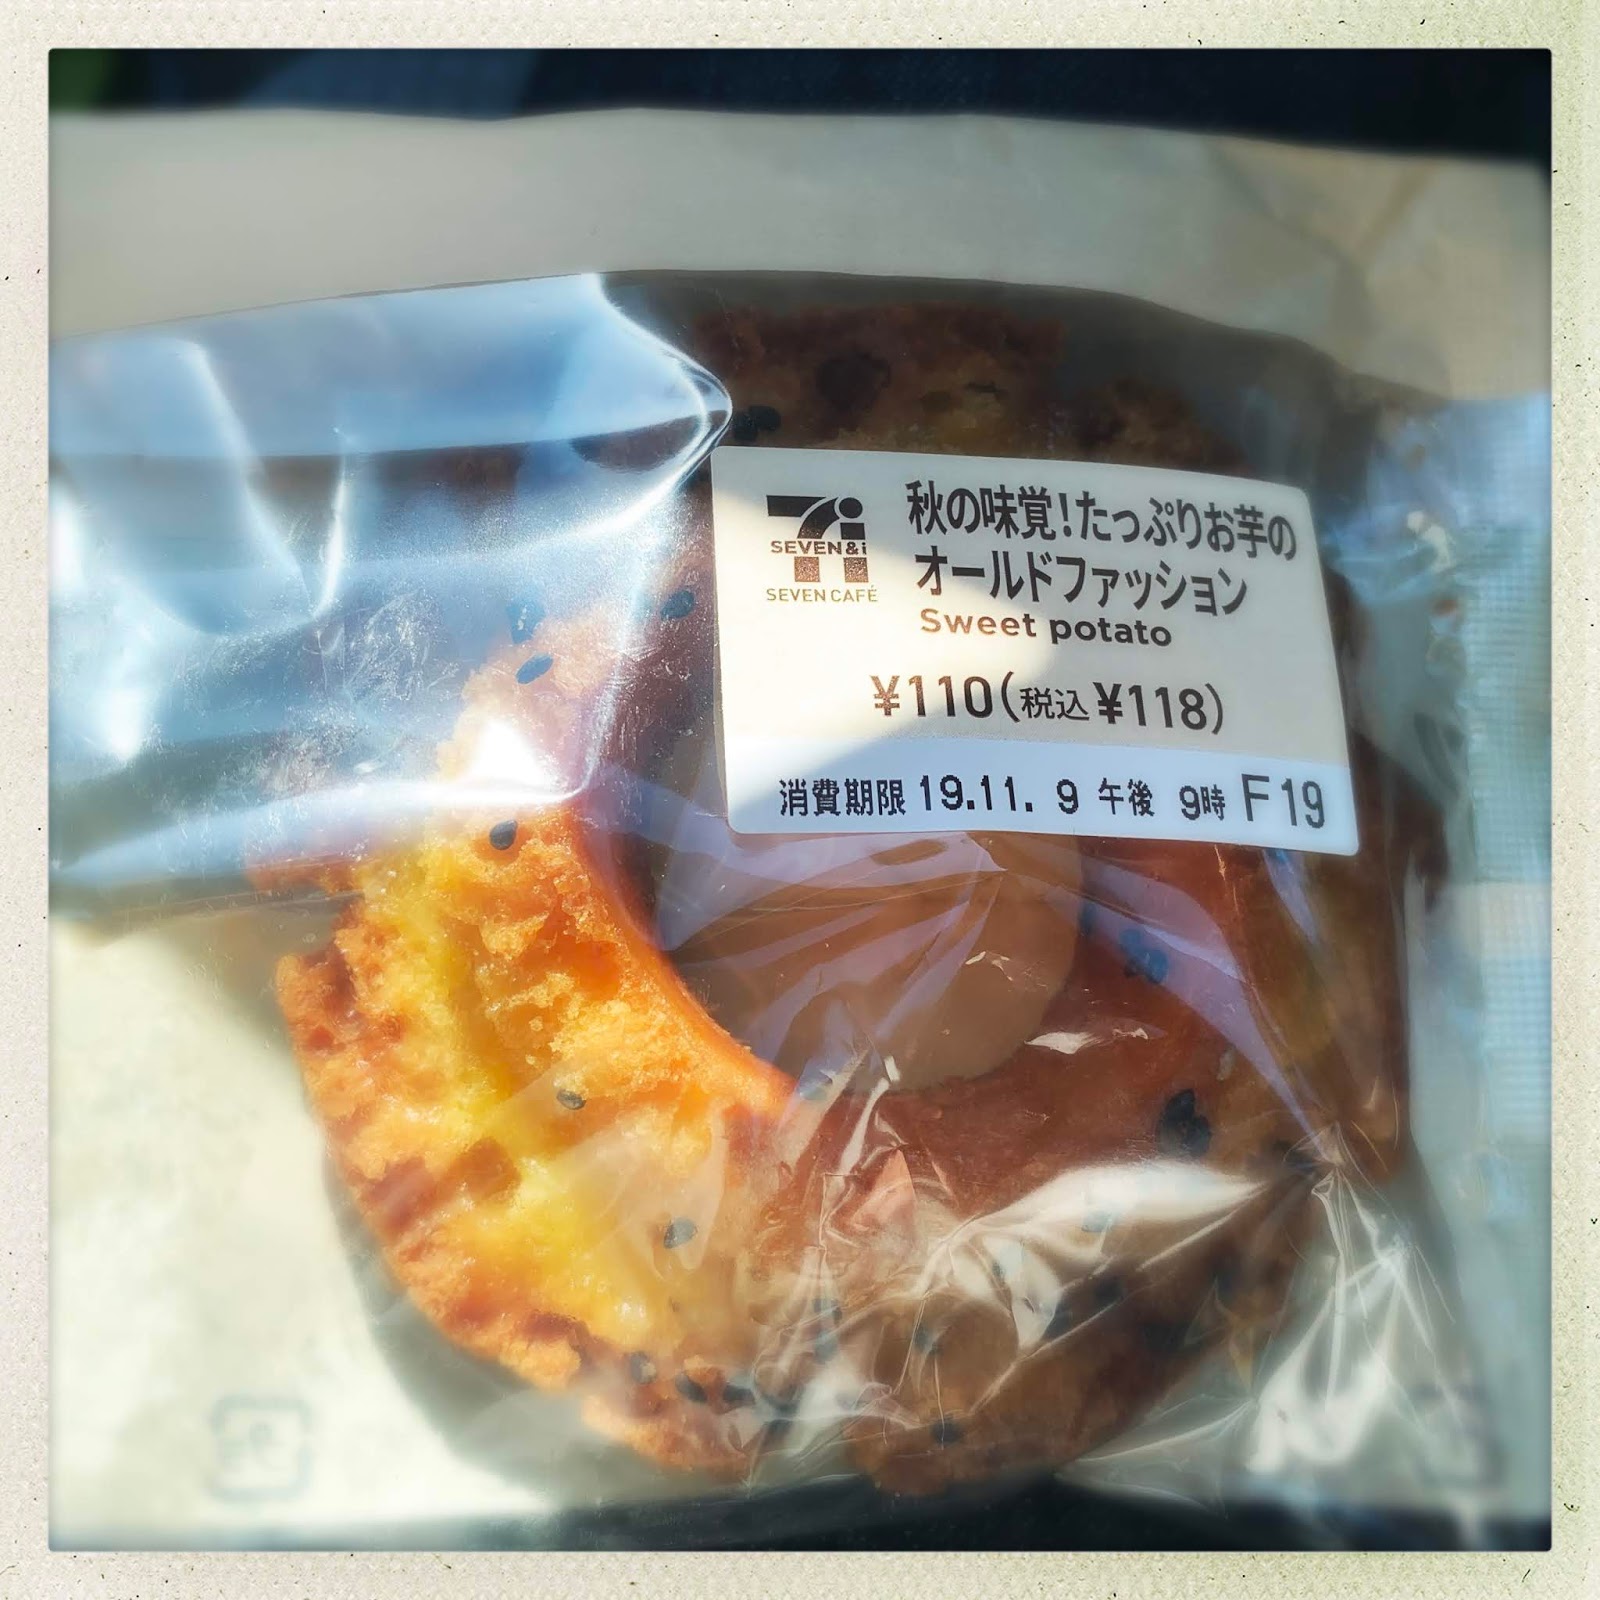 SEVEN&i
SEVEN CAFÉ
秋の味覚！たっぷりお芋の
オールドファッション
Sweet potato
¥110(税込¥118)
消費期限 19.11. 9 午後 9時 F19